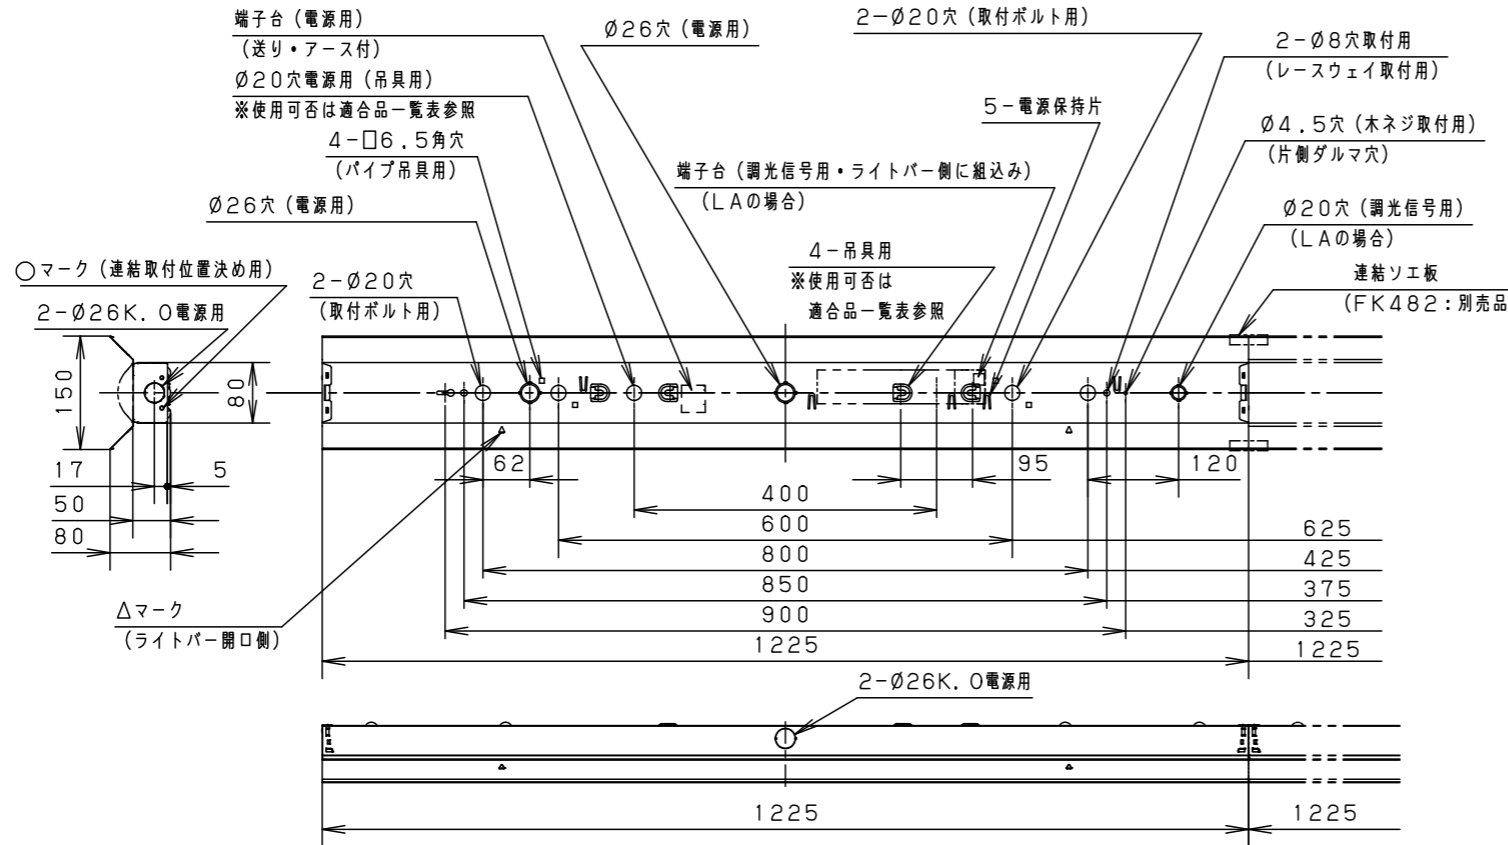 端子台（電源用）
（送り・アース付）
Ø20穴電源用（吊具用）
※使用可否は適合品一覧表参照
4-□6.5角穴
（パイプ吊具用）
Ø26穴（電源用）
○マーク（連結取付位置決め用）
2-Ø26K.O電源用
2-Ø20穴
（取付ボルト用）
Ø26穴（電源用）
2-Ø20穴（取付ボルト用）
2-Ø8穴取付用
（レースウェイ取付用）
5-電源保持片
Ø4.5穴（木ネジ取付用）
（片側ダルマ穴）
端子台（調光信号用・ライトバー側に組込み）
（LAの場合）
Ø20穴（調光信号用）
（LAの場合）
4-吊具用
※使用可否は
適合品一覧表参照
連結ソエ板
（FK482：別売品
150
80
17
5
50
80
62
95
120
400
600
625
800
425
850
375
900
325
1225
1225
△マーク
（ライトバー開口側）
2-Ø26K.O電源用
1225
1225